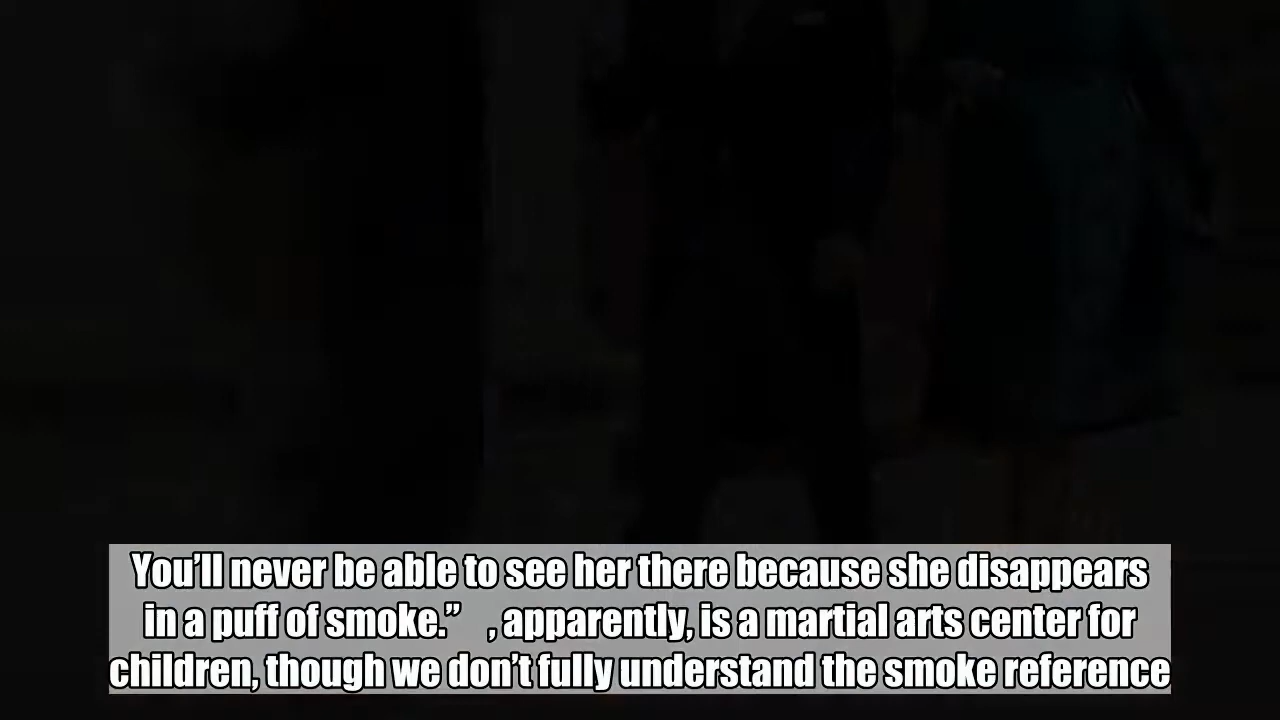 You’ll never be able to see her there because she disappears
in a puff of smoke.” , apparently, is a martial arts center for
children, though we don’t fully understand the smoke reference